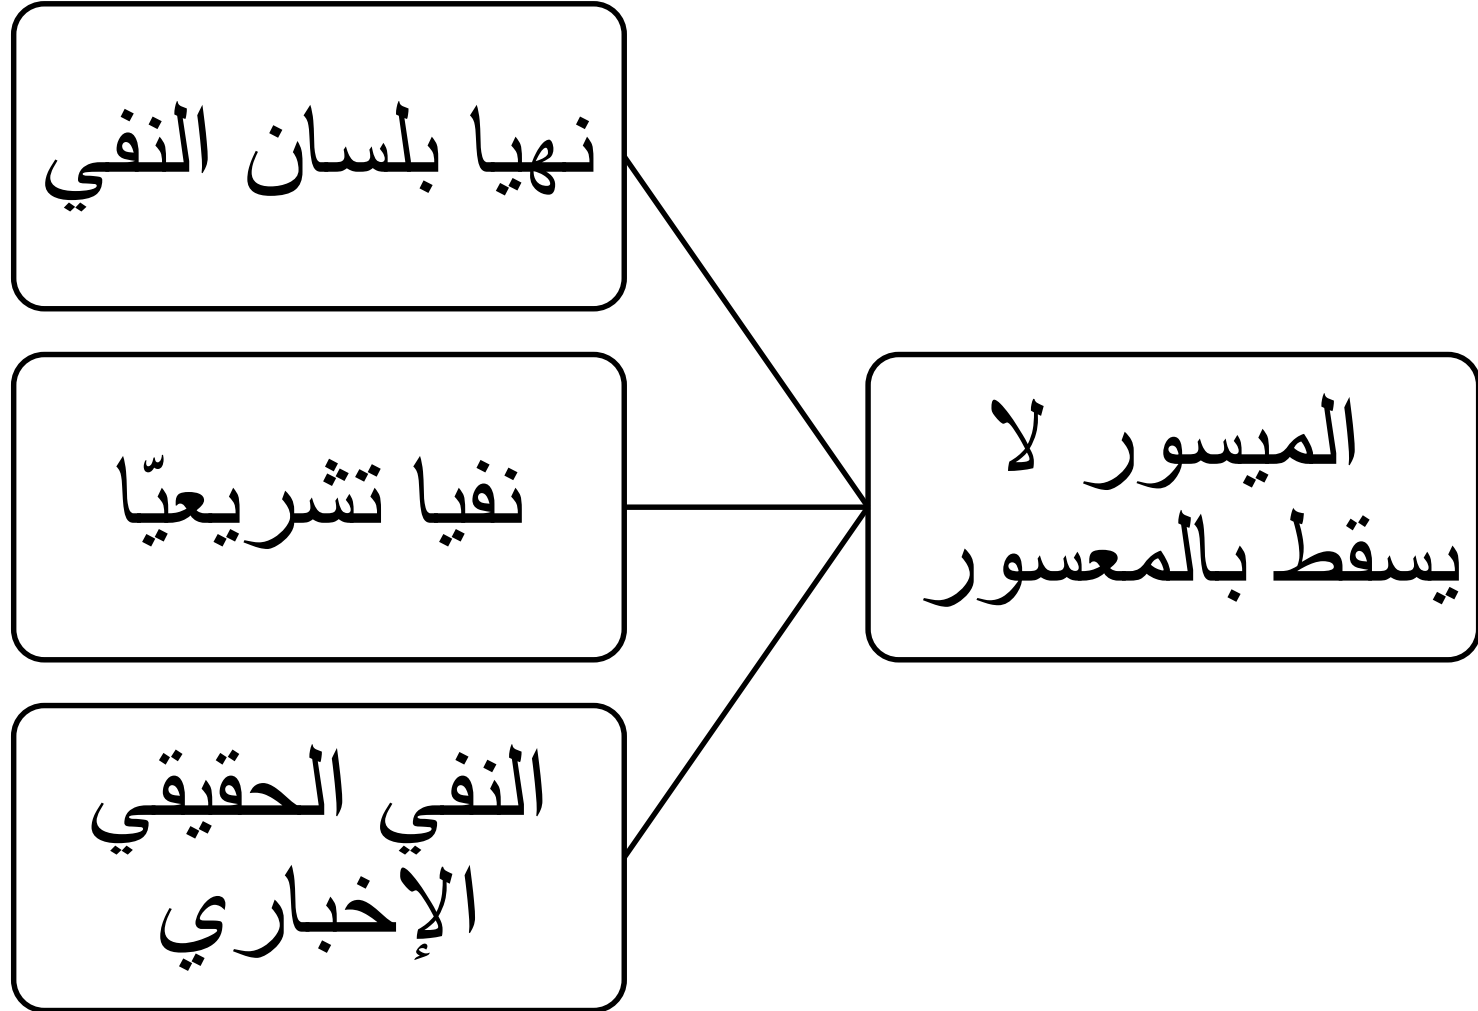 الميسور لا
يسقط بالمعسور
نهيا بلسان النفي
نفيا تشريعيّا
النفي الحقيقي
الإخباري